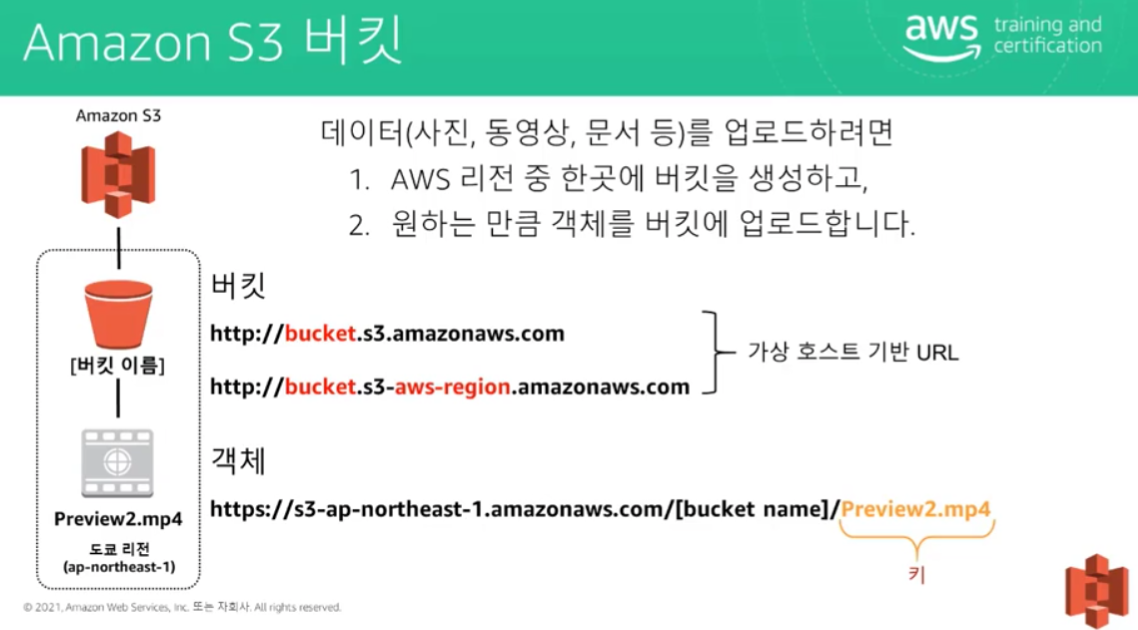 Amazon S3 버킷
aws training and
certification
Amazon S3
데이터(사진, 동영상, 문서 등)를 업로드하려면
1. AWS 리전 중 한곳에 버킷을 생성하고,
2. 원하는 만큼 객체를 버킷에 업로드합니다.
버킷
http://bucket.s3.amazonaws.com
[버킷 이름]
http://bucket.s3-aws-region.amazonaws.com
가상 호스트 기반 URL
객체
https://s3-ap-northeast-1.amazonaws.com/[bucket name]/Preview2.mp4
키
Preview2.mp4
도쿄 리전
(ap-northeast-1)
© 2021, Amazon Web Services, Inc. 또는 자회사. All rights reserved.